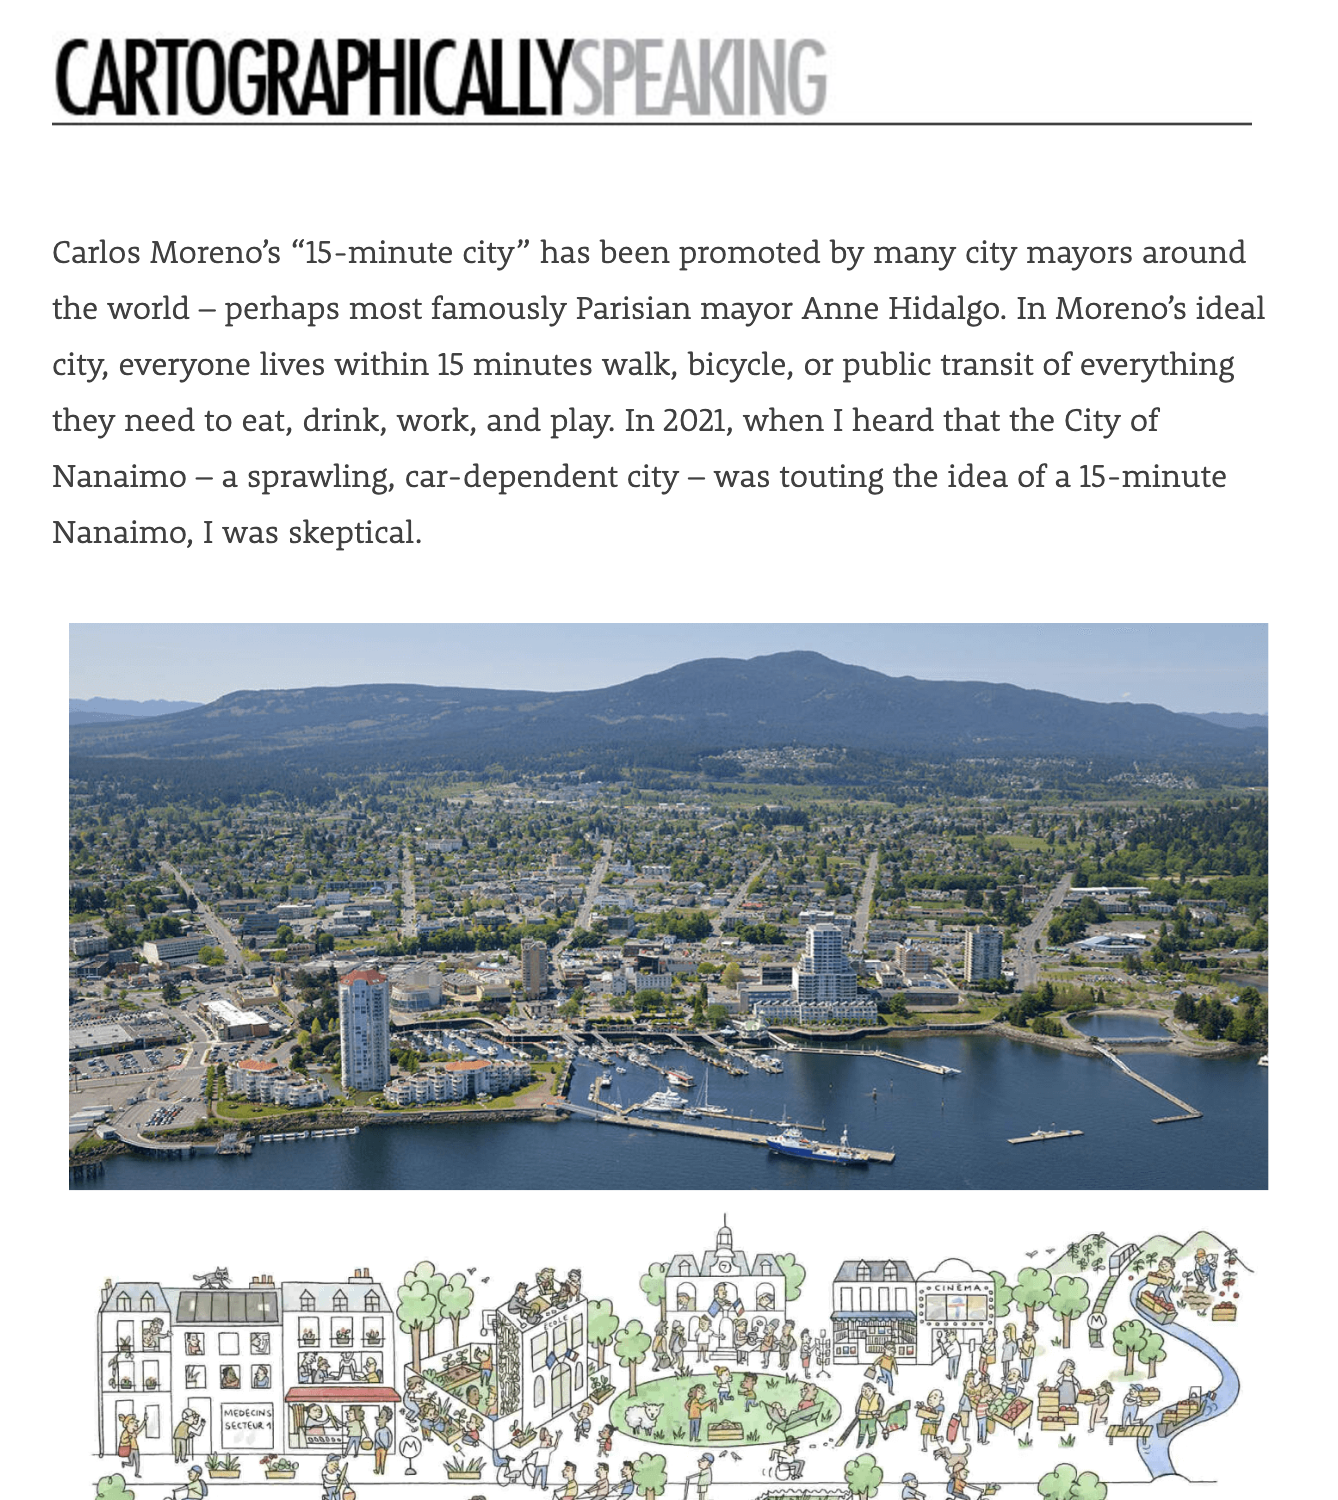 CARTOGRAPHICALLYSPEAKING
Carlos Moreno’s “15-minute city” has been promoted by many city mayors around
the world – perhaps most famously Parisian mayor Anne Hidalgo. In Moreno’s ideal
city, everyone lives within 15 minutes walk, bicycle, or public transit of everything
they need to eat, drink, work, and play. In 2021, when I heard that the City of
Nanaimo – a sprawling, car-dependent city – was touting the idea of a 15-minute
Nanaimo, I was skeptical.
CINEMA
ECOLE
M
MEDECINS
SECTEUR 1
M